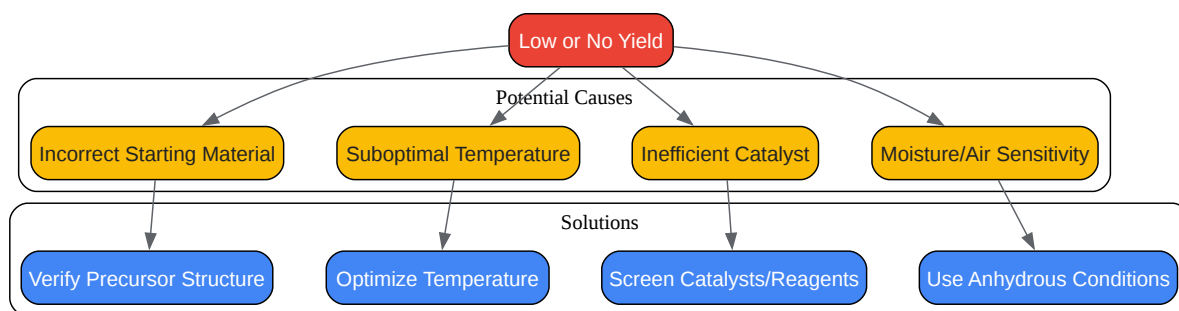 Low or No Yield
Potential Causes
Incorrect Starting Material
Suboptimal Temperature
Inefficient Catalyst
Moisture/Air Sensitivity
Solutions
Verify Precursor Structure
Optimize Temperature
Screen Catalysts/Reagents
Use Anhydrous Conditions